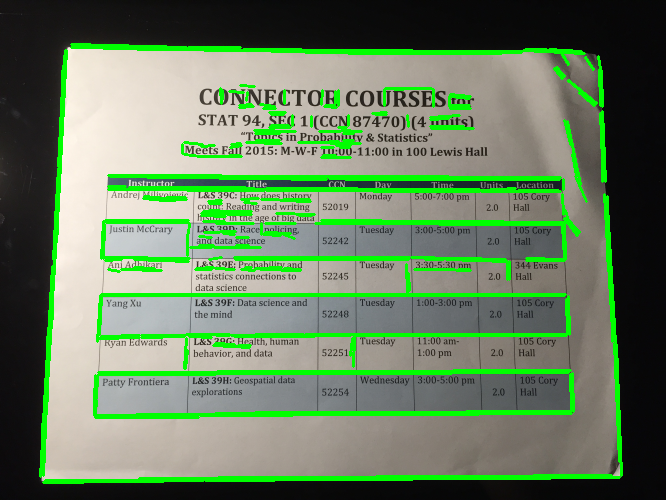 CONNECTOR COURSES for
STAT 94, SEC 1 (CCN 87470) (4 units)
"Topics in Probability & Statistics"
Meets Fall 2015: M-W-F 10:00-11:00 in 100 Lewis Hall
Instructor Title CCN Day Time Units Location
Andrej Milivojevic L&S 39C: How does history count: Reading and writing history in the age of big data 52019 Monday 5:00-7:00 pm 2.0 105 Cory Hall
Justin McCrary L&S 39D: Race, policing, and data science 52242 Tuesday 3:00-5:00 pm 2.0 105 Cory Hall
Ani Adhikari L&S 39E: Probability and statistics connections to data science 52245 Tuesday 3:30-5:30 pm 2.0 344 Evans Hall
Yang Xu L&S 39F: Data science and the mind 52248 Tuesday 1:00-3:00 pm 2.0 105 Cory Hall
Ryan Edwards L&S 39G: Health, human behavior, and data 52251 Tuesday 11:00 am-1:00 pm 2.0 105 Cory Hall
Patty Frontiera L&S 39H: Geospatial data explorations 52254 Wednesday 3:00-5:00 pm 2.0 105 Cory Hall